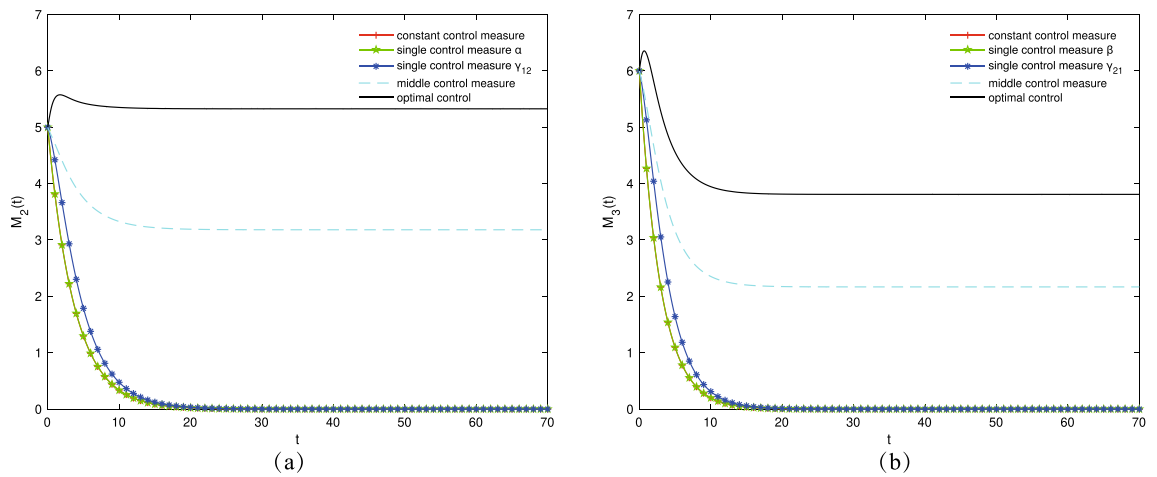 7
6
5
4
3
2
1
0
M2(t)
constant control measure
single control measure α
single control measure γ12
middle control measure
optimal control
0 10 20 30 40 50 60 70
t
(a)
7
6
5
4
3
2
1
0
M3(t)
constant control measure
single control measure β
single control measure γ21
middle control measure
optimal control
0 10 20 30 40 50 60 70
t
(b)